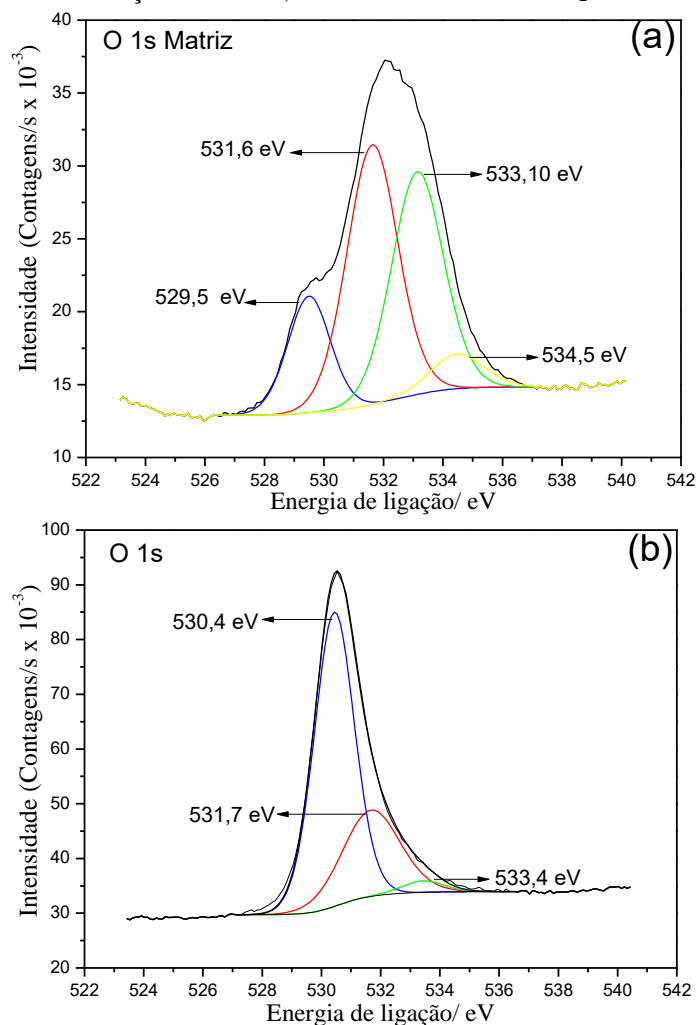 O 1s Matriz
(a)
Intensidade (Contagens/s x 10⁻³)
40
35
30
25
20
15
10
531,6 eV
533,10 eV
529,5 eV
534,5 eV
522 524 526 528 530 532 534 536 538 540 542
Energia de ligação/ eV
O 1s
(b)
Intensidade (Contagens/s x 10⁻³)
100
90
80
70
60
50
40
30
20
530,4 eV
531,7 eV
533,4 eV
522 524 526 528 530 532 534 536 538 540 542
Energia de ligação/ eV